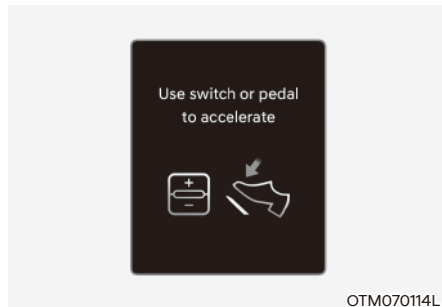 Use switch or pedal
to accelerate
+
−
OTM070114L